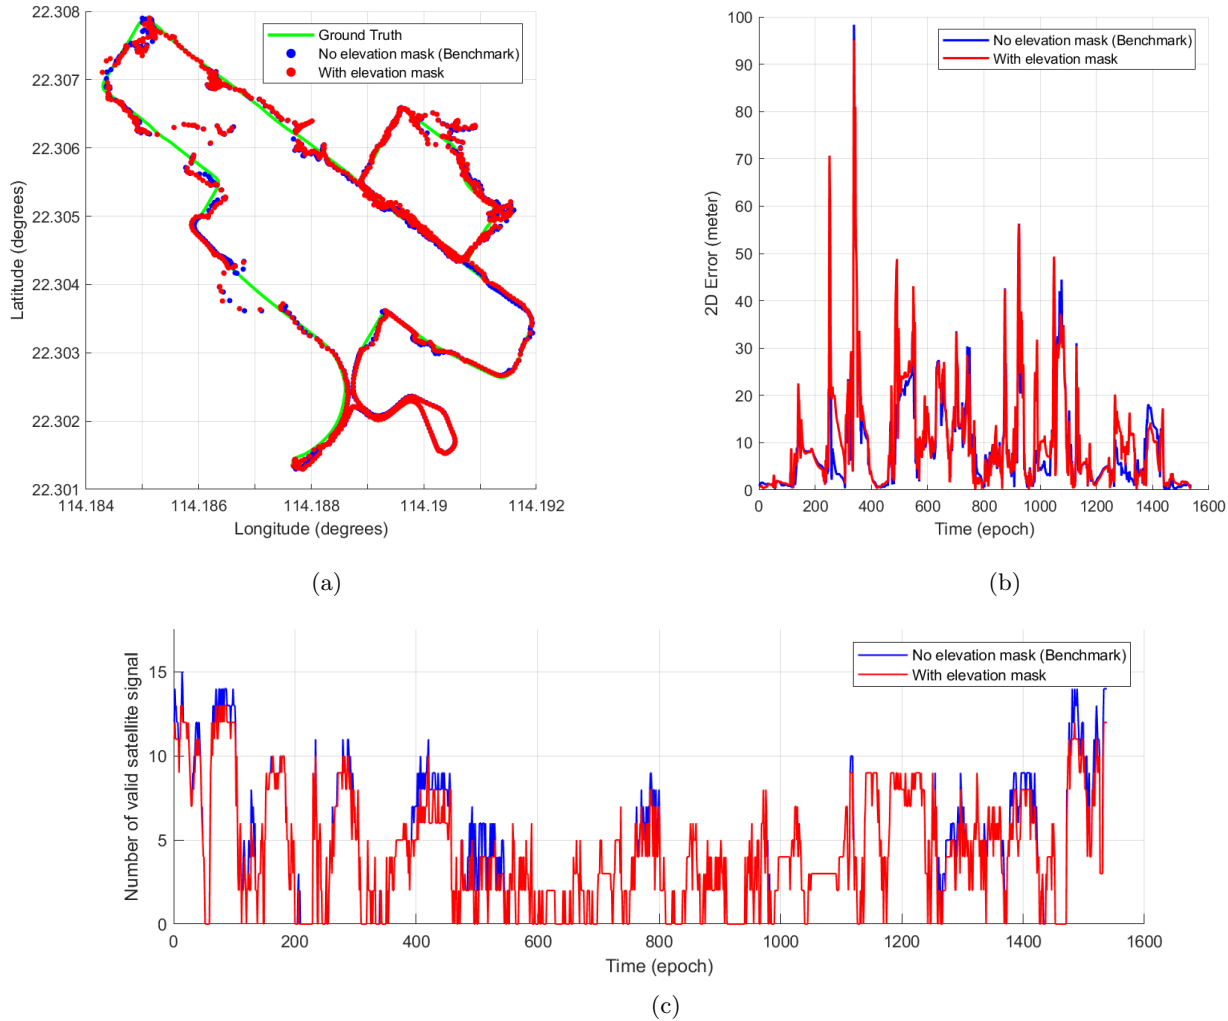 22.308
22.307
22.306
22.305
22.304
22.303
22.302
22.301
Latitude (degrees)
Ground Truth
No elevation mask (Benchmark)
With elevation mask
114.184 114.186 114.188 114.19 114.192
Longitude (degrees)
(a)
100
90
80
70
60
50
40
30
20
10
0
2D Error (meter)
No elevation mask (Benchmark)
With elevation mask
0 200 400 600 800 1000 1200 1400 1600
Time (epoch)
(b)
15
10
5
0
Number of valid satellite signal
No elevation mask (Benchmark)
With elevation mask
0 200 400 600 800 1000 1200 1400 1600
Time (epoch)
(c)